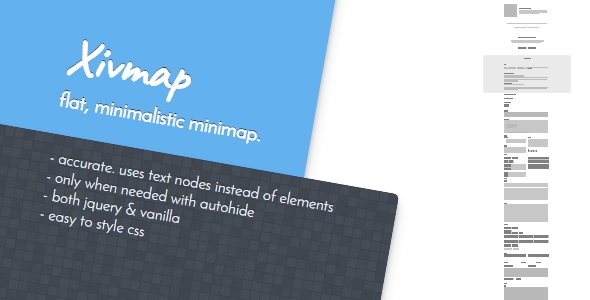 Xivmap
flat, minimalistic minimap.
- accurate. uses text nodes instead of elements
- only when needed with autohide
- both jquery & vanilla
- easy to style css